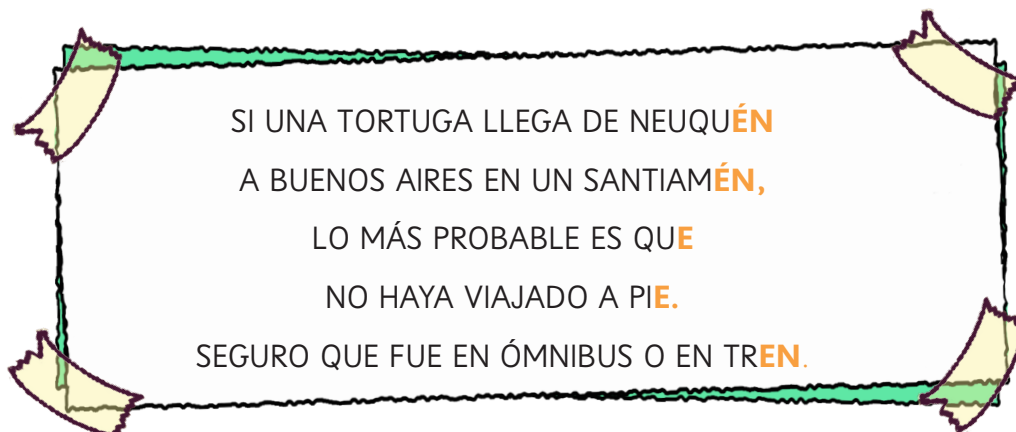 SI UNA TORTUGA LLEGA DE NEUQUÉN
A BUENOS AIRES EN UN SANTIAMÉN,
LO MÁS PROBABLE ES QUE
NO HAYA VIAJADO A PIE.
SEGURO QUE FUE EN ÓMNIBUS O EN TREN.